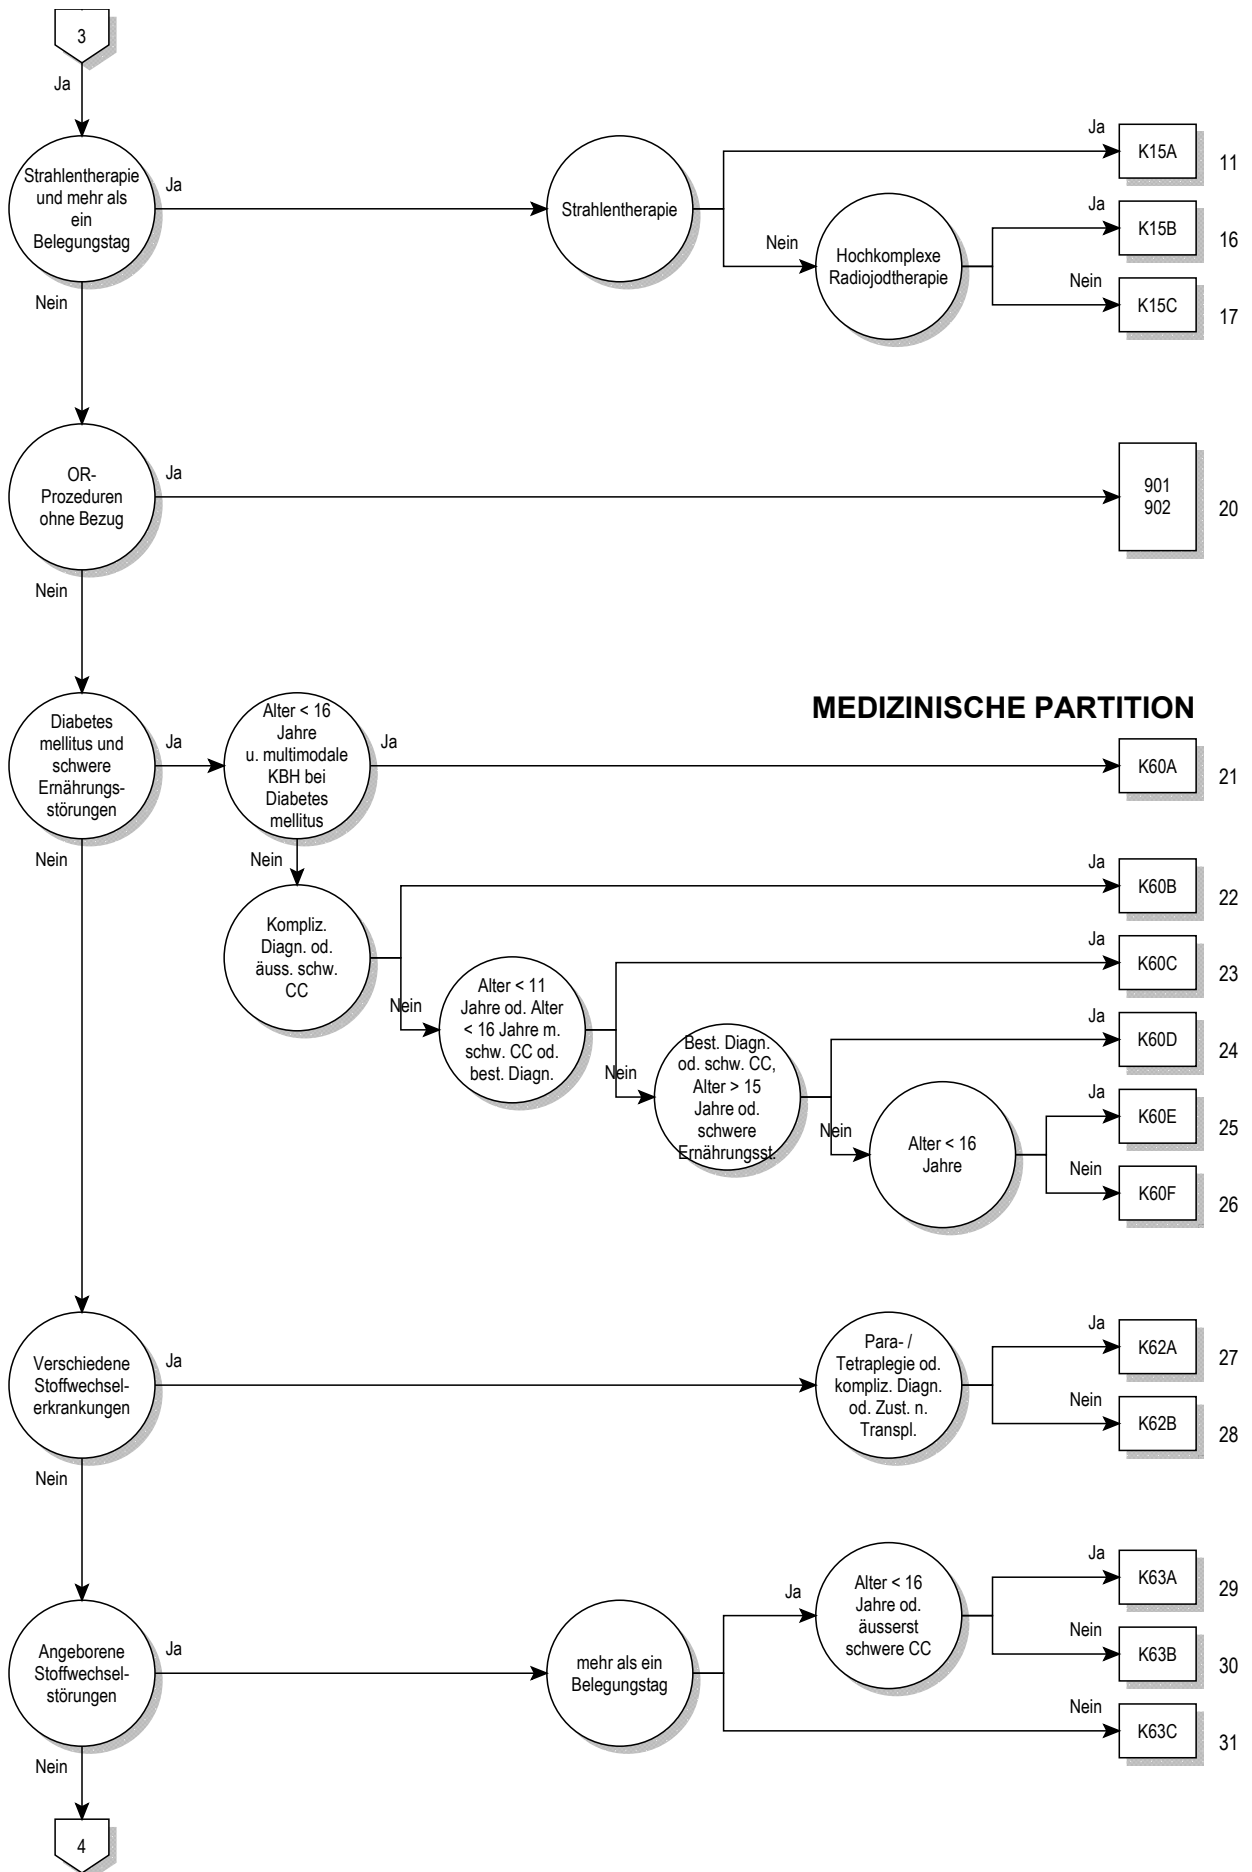 3
Ja
Strahlentherapie
und mehr als
ein
Belegungstag
Ja
Strahlentherapie
Ja
K15A
11
Nein
Hochkomplexe
Radiojodtherapie
Ja
K15B
16
Nein
K15C
17
Nein
OR-
Prozeduren
ohne Bezug
Ja
901
902
20
Nein
MEDIZINISCHE PARTITION
Diabetes
mellitus und
schwere
Ernährungs-
störungen
Ja
Alter < 16
Jahre
u. multimodale
KBH bei
Diabetes
mellitus
Ja
K60A
21
Nein
Nein
Kompliz.
Diagn. od.
äuss. schw.
CC
Ja
K60B
22
Nein
Alter < 11
Jahre od. Alter
< 16 Jahre m.
schw. CC od.
best. Diagn.
Ja
K60C
23
Nein
Best. Diagn.
od. schw. CC,
Alter > 15
Jahre od.
schwere
Ernährungsst.
Ja
K60D
24
Nein
Alter < 16
Jahre
Ja
K60E
25
Nein
K60F
26
Verschiedene
Stoffwechsel-
erkrankungen
Ja
Para- /
Tetraplegie od.
kompliz. Diagn.
od. Zust. n.
Transpl.
Ja
K62A
27
Nein
K62B
28
Nein
Angeborene
Stoffwechsel-
störungen
Ja
mehr als ein
Belegungstag
Ja
Alter < 16
Jahre od.
äusserst
schwere CC
Ja
K63A
29
Nein
K63B
30
Nein
K63C
31
Nein
4